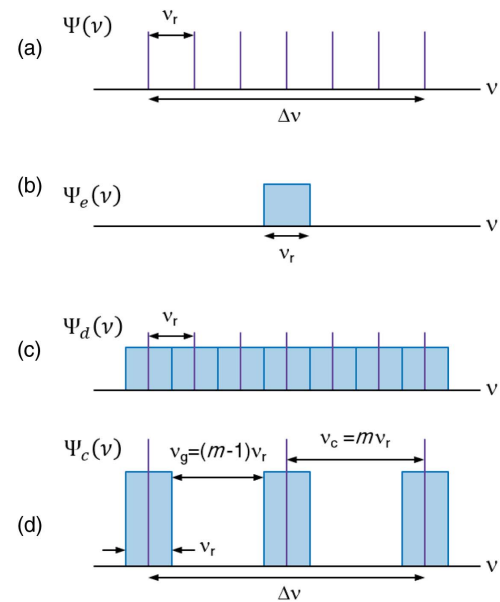 (a)
Ψ(ν)
ν_r
ν
Δν
(b)
Ψ_e(ν)
ν
ν_r
(c)
Ψ_d(ν)
ν_r
ν
(d)
Ψ_c(ν)
ν_g=(m-1)ν_r
ν_c =mν_r
ν_r
ν
Δν